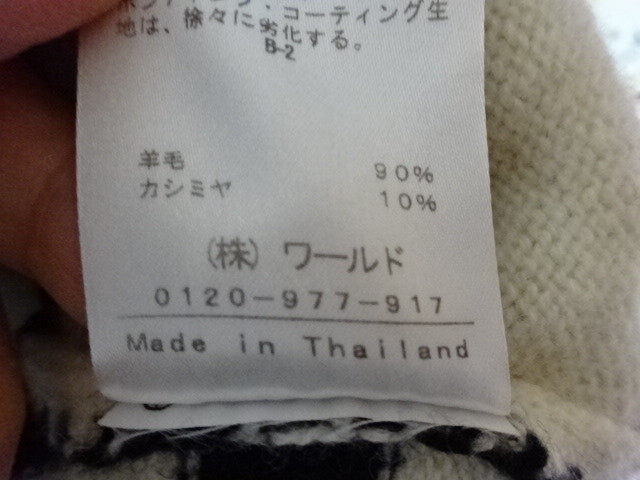 ・コーティング生
地は、徐々に劣化する。
B-2
羊毛 90%
カシミヤ 10%
(株) ワールド
0120-977-917
Made in Thailand